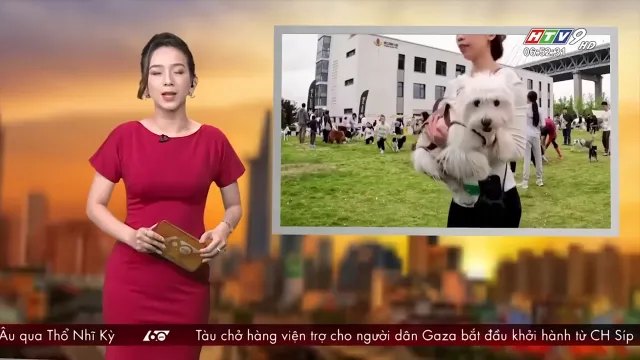 HTV9 HD
06:52:31
Âu qua Thổ Nhĩ Kỳ
60
Tàu chở hàng viện trợ cho người dân Gaza bắt đầu khởi hành từ CH Síp